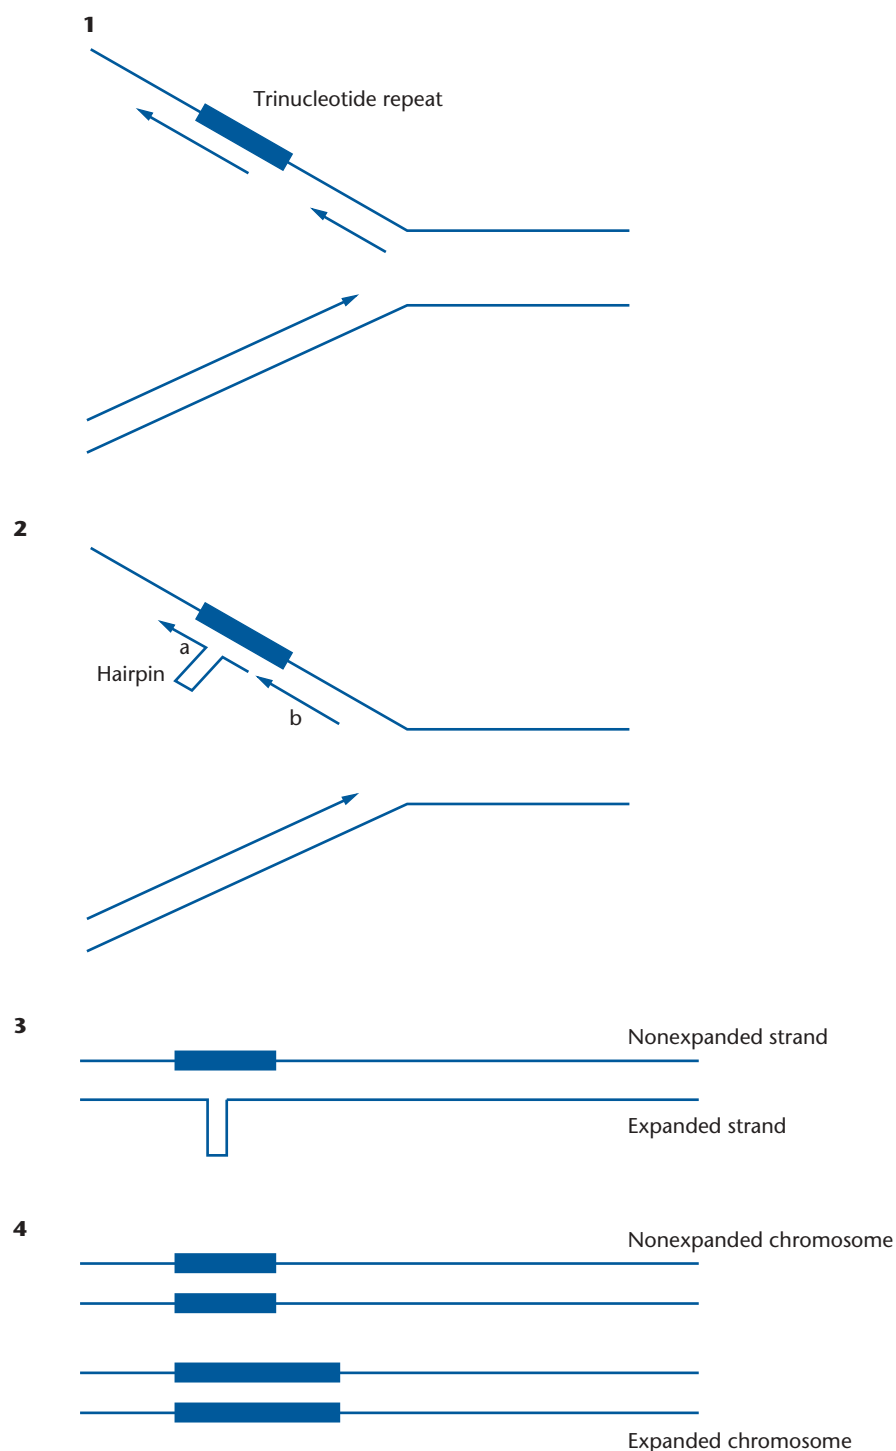 1
Trinucleotide repeat
2
a
Hairpin
b
3
Nonexpanded strand
Expanded strand
4
Nonexpanded chromosome
Expanded chromosome